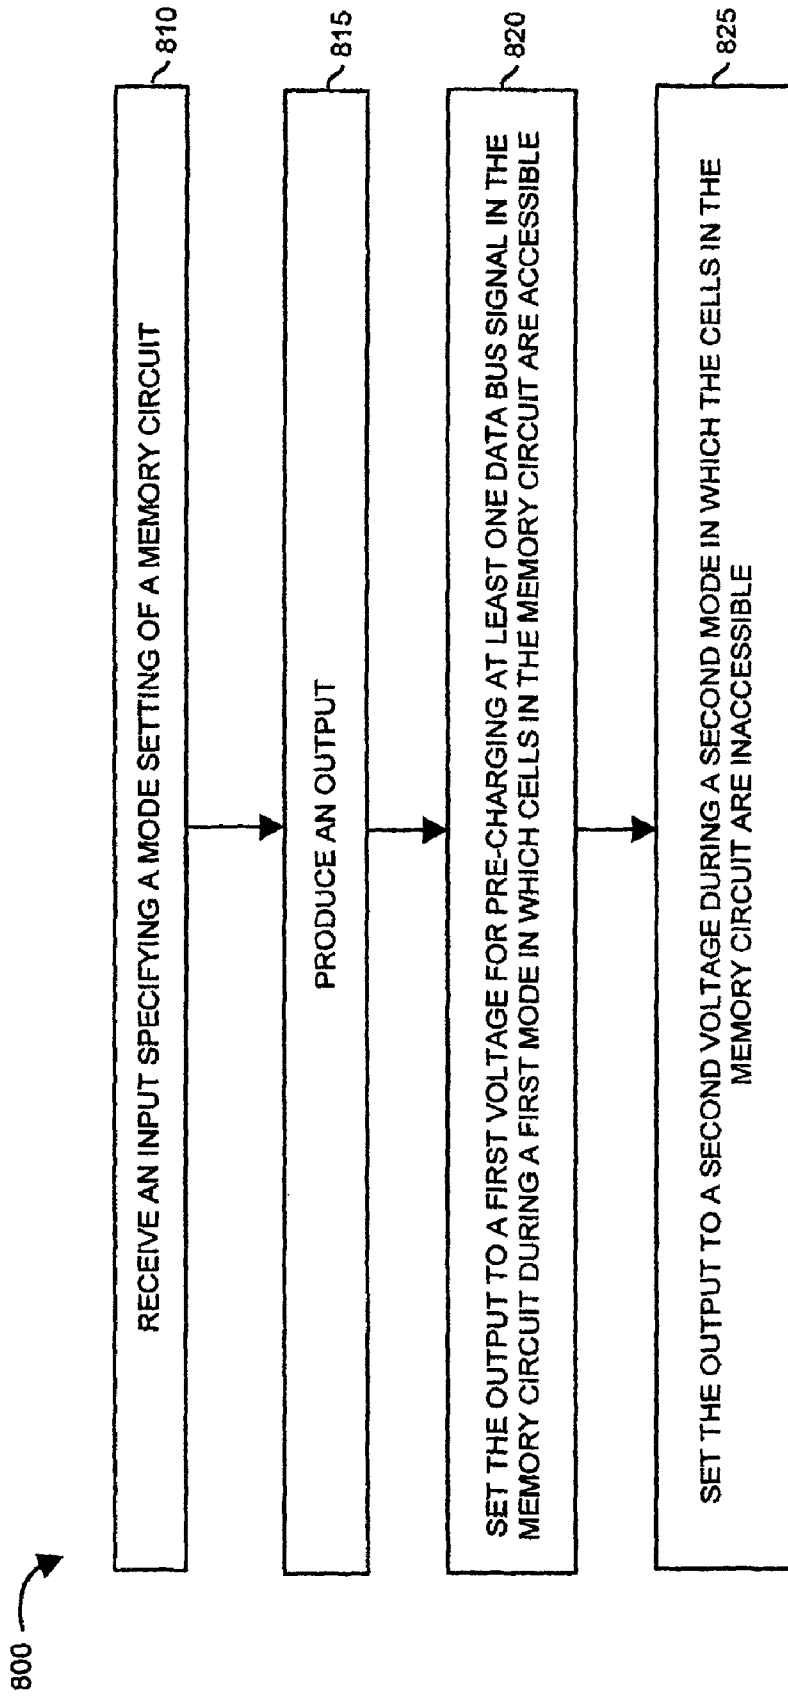 800
RECEIVE AN INPUT SPECIFYING A MODE SETTING OF A MEMORY CIRCUIT
810
PRODUCE AN OUTPUT
815
SET THE OUTPUT TO A FIRST VOLTAGE FOR PRE-CHARGING AT LEAST ONE DATA BUS SIGNAL IN THE
MEMORY CIRCUIT DURING A FIRST MODE IN WHICH CELLS IN THE MEMORY CIRCUIT ARE ACCESSIBLE
820
SET THE OUTPUT TO A SECOND VOLTAGE DURING A SECOND MODE IN WHICH THE CELLS IN THE
MEMORY CIRCUIT ARE INACCESSIBLE
825